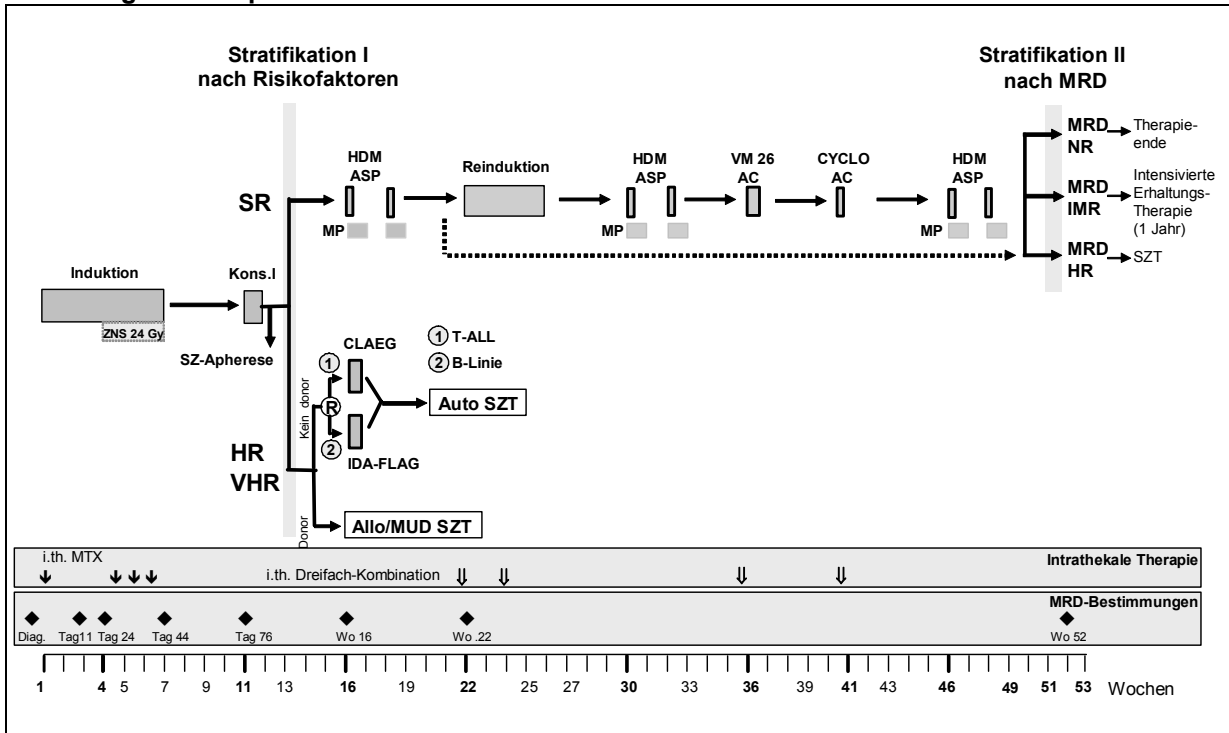 Stratifikation I
nach Risikofaktoren
Stratifikation II
nach MRD
SR
HDM
ASP
MP
Reinduktion
HDM
ASP
MP
VM 26
AC
CYCLO
AC
HDM
ASP
MP
MRD
NR
Therapie-
ende
MRD
IMR
Intensivierte
Erhaltungs-
Therapie
(1 Jahr)
MRD
HR
SZT
Induktion
ZNS 24 Gy
Kons.I
SZ-Apherese
HR
VHR
Kein donor
Donor
R
1
2
CLAEG
IDA-FLAG
1 T-ALL
2 B-Linie
Auto SZT
Allo/MUD SZT
i.th. MTX
i.th. Dreifach-Kombination
Intrathekale Therapie
MRD-Bestimmungen
Diag. Tag11 Tag 24 Tag 44 Tag 76 Wo 16 Wo .22 Wo 52
1 4 5 7 9 11 13 16 19 22 25 27 30 33 36 39 41 43 46 49 51 53 Wochen